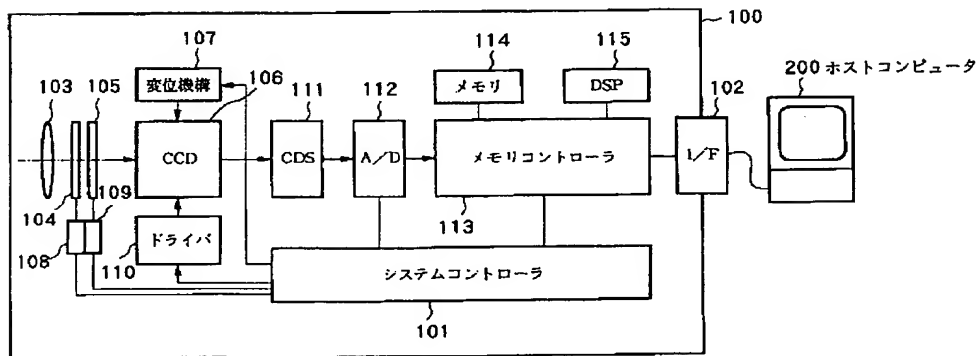 100
107
変位機構
106
114
メモリ
115
DSP
200 ホストコンピュータ
103
105
111
112
102
CCD
CDS
A/D
メモリコントローラ
I/F
104
109
108
110
ドライバ
113
システムコントローラ
101